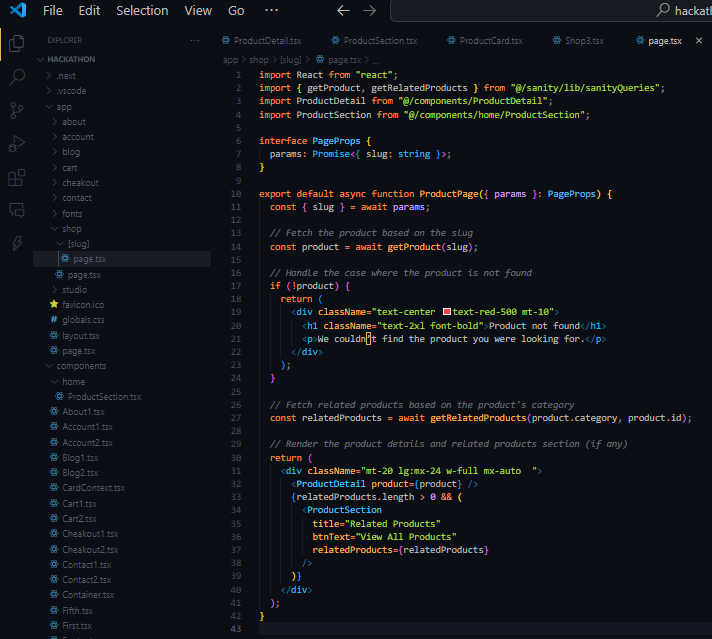 File Edit Selection View Go ··· ← → hackath
EXPLORER ···
HACKATHON
.next
.vscode
app
about
account
blog
cart
cheakout
contact
fonts
shop
[slug]
page.tsx
page.tsx
studio
favicon.ico
globals.css
layout.tsx
page.tsx
components
home
ProductSection.tsx
About1.tsx
Account1.tsx
Account2.tsx
Blog1.tsx
Blog2.tsx
CardContext.tsx
Cart1.tsx
Cart2.tsx
Cheakout1.tsx
Cheakout2.tsx
Contact1.tsx
Contact2.tsx
Container.tsx
Fifth.tsx
First.tsx
ProductDetail.tsx ProductSection.tsx ProductCard.tsx Shop3.tsx page.tsx ×
app > shop > [slug] > page.tsx > ...
1 import React from "react";
2 import { getProduct, getRelatedProducts } from "@/sanity/lib/sanityQueries";
3 import ProductDetail from "@/components/ProductDetail";
4 import ProductSection from "@/components/home/ProductSection";
5
6 interface PageProps {
7 params: Promise<{ slug: string }>;
8 }
9
10 export default async function ProductPage({ params }: PageProps) {
11 const { slug } = await params;
12
13 // Fetch the product based on the slug
14 const product = await getProduct(slug);
15
16 // Handle the case where the product is not found
17 if (!product) {
18 return (
19 <div className="text-center text-red-500 mt-10">
20 <h1 className="text-2xl font-bold">Product not found</h1>
21 <p>We couldn't find the product you were looking for.</p>
22 </div>
23 );
24 }
25
26 // Fetch related products based on the product's category
27 const relatedProducts = await getRelatedProducts(product.category, product.id);
28
29 // Render the product details and related products section (if any)
30 return (
31 <div className="mt-20 lg:mx-24 w-full mx-auto  ">
32 <ProductDetail product={product} />
33 {relatedProducts.length > 0 && (
34 <ProductSection
35 title="Related Products"
36 btnText="View All Products"
37 relatedProducts={relatedProducts}
38 />
39 )}
40 </div>
41 );
42 }
43